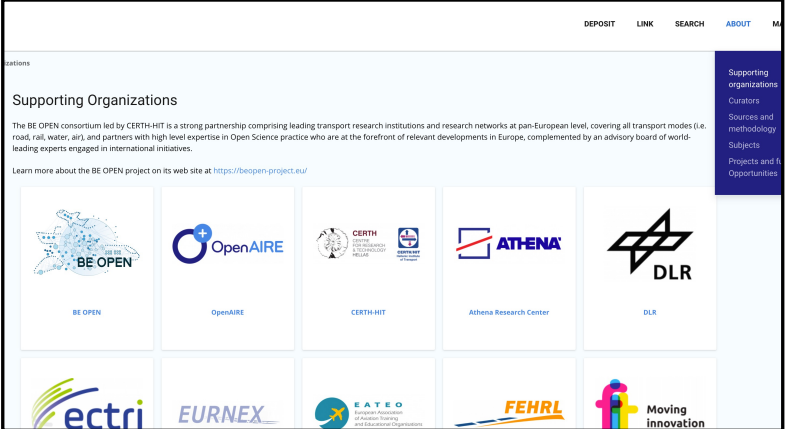 DEPOSIT LINK SEARCH ABOUT
izations
Supporting
organizations
Curators
Sources and
methodology
Subjects
Projects and
Opportunities
Supporting Organizations
The BE OPEN consortium led by CERTH-HIT is a strong partnership comprising leading transport research institutions and research networks at pan-European level, covering all transport modes (i.e.
road, rail, water, air), and partners with high level expertise in Open Science practice who are at the forefront of relevant developments in Europe, complemented by an advisory board of world-
leading experts engaged in international initiatives.
Learn more about the BE OPEN project on its web site at https://beopen-project.eu/
BE OPEN
OpenAIRE
CERTH
CENTRE
FOR RESEARCH
& TECHNOLOGY
HELLAS
CERTH/HIT
Hellenic Institute
of Transport
ATHENA
DLR
BE OPEN
OpenAIRE
CERTH-HIT
Athena Research Center
DLR
ectri
EURNEX
EATEO
European Association
of Aviation Training
and Educational Organisations
FEHRL
Moving
innovation